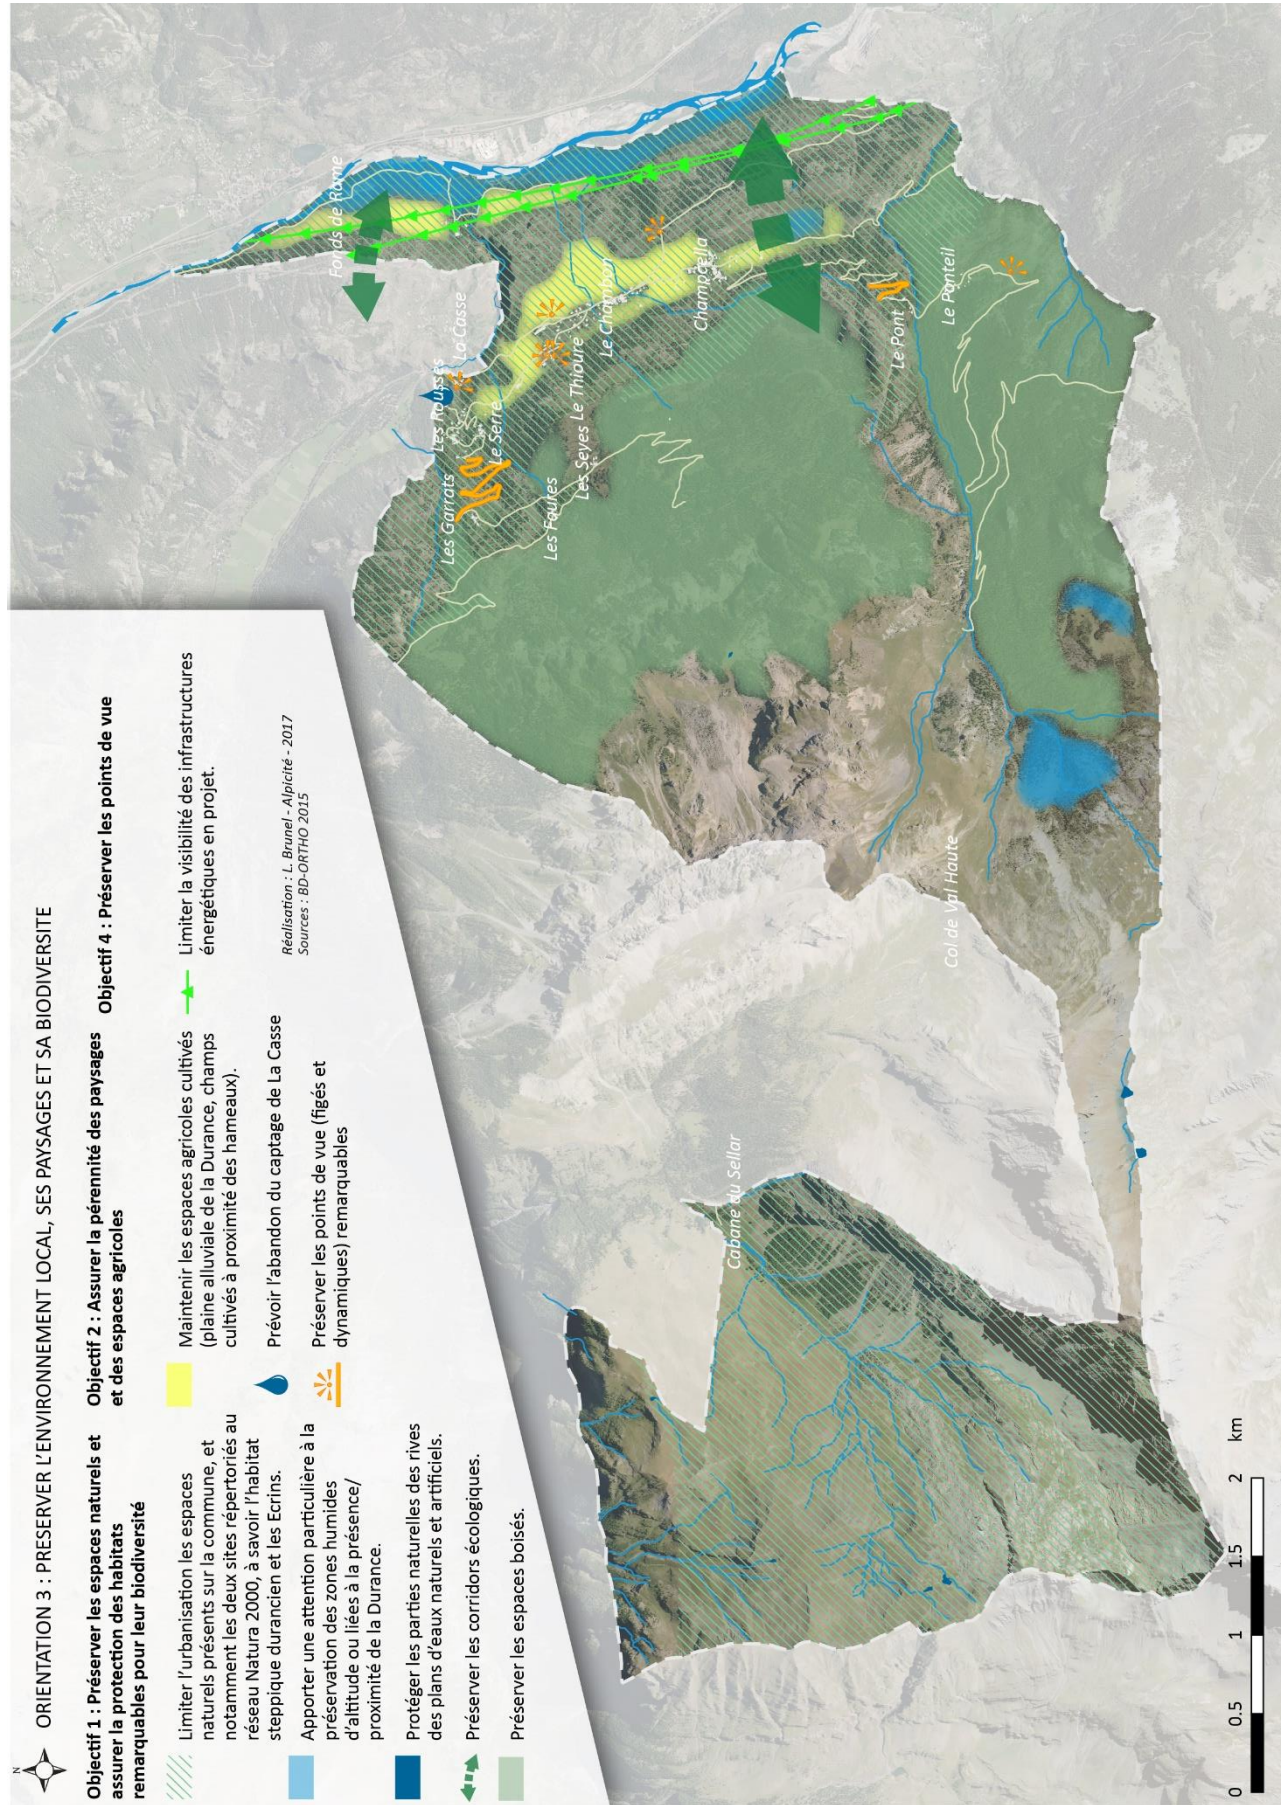 N
ORIENTATION 3 : PRESERVER L'ENVIRONNEMENT LOCAL, SES PAYSAGES ET SA BIODIVERSITE
Objectif 1 : Préserver les espaces naturels et
assurer la protection des habitats
remarquables pour leur biodiversité
Limiter l'urbanisation les espaces
naturels présents sur la commune, et
notamment les deux sites répertoriés au
réseau Natura 2000, à savoir l'habitat
steppique durancien et les Ecrins.
Apporter une attention particulière à la
préservation des zones humides
d'altitude ou liées à la présence/
proximité de la Durance.
Protéger les parties naturelles des rives
des plans d'eaux naturels et artificiels.
Préserver les corridors écologiques.
Préserver les espaces boisés.
Objectif 2 : Assurer la pérennité des paysages
et des espaces agricoles
Maintenir les espaces agricoles cultivés
(plaine alluviale de la Durance, champs
cultivés à proximité des hameaux).
Prévoir l'abandon du captage de La Casse
Préserver les points de vue (figés et
dynamiques) remarquables
Objectif 4 : Préserver les points de vue
Limiter la visibilité des infrastructures
énergétiques en projet.
Réalisation : L. Brunel - Alpicité - 2017
Sources : BD-ORTHO 2015
Fonds de Rame
La Casse
Les Rousses
Le Serre
Les Garrats
Les Faures
Les Seyes
Le Thioure
Le Chambon
Champcella
Le Pont
Le Ponteil
Col de Val Haute
Cabane du Sellar
0 0.5 1 1.5 2 km